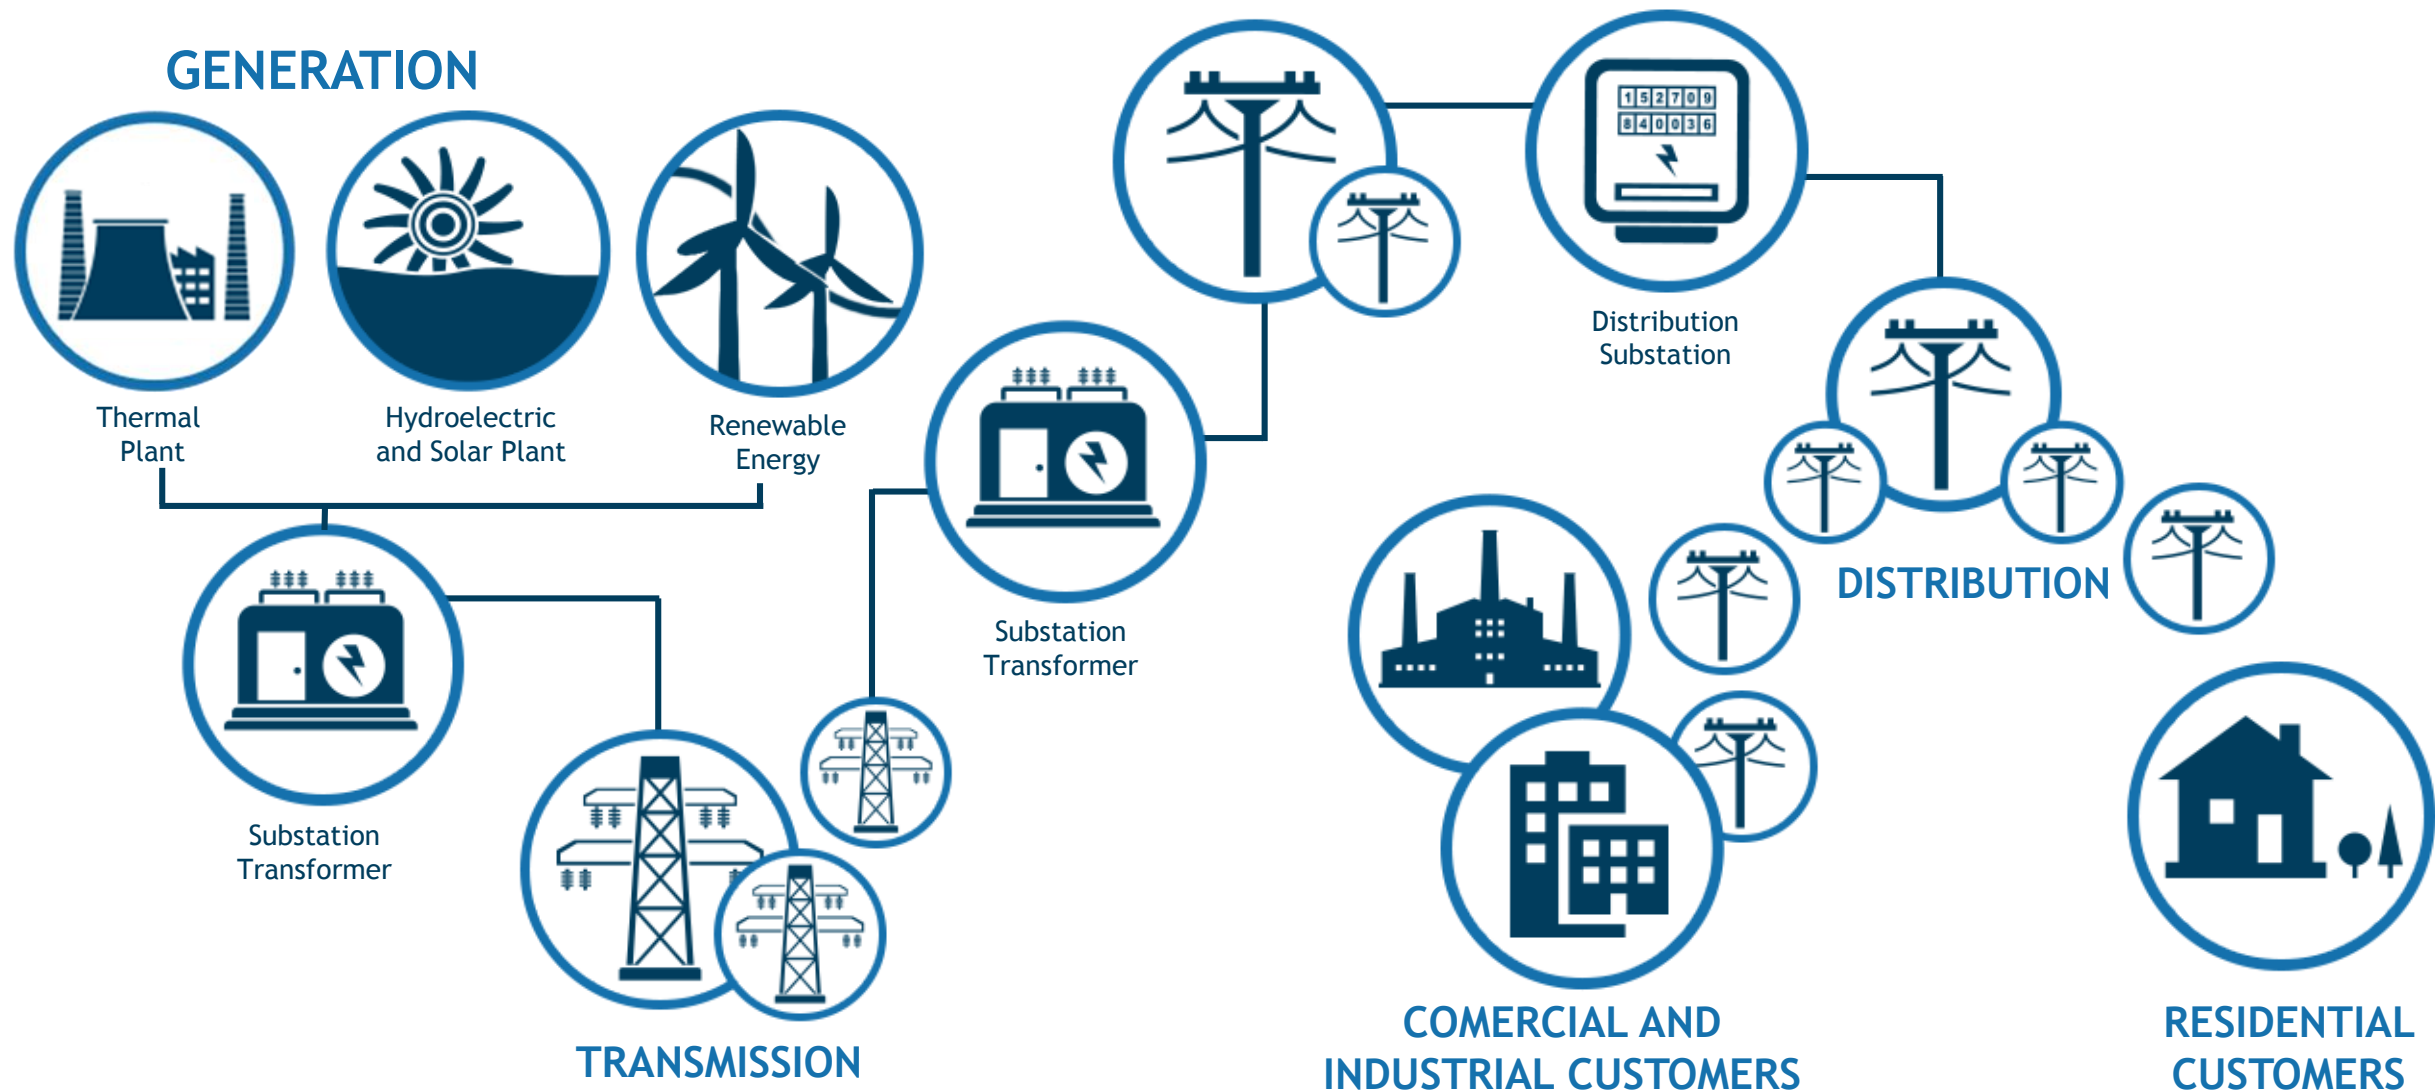 GENERATION
Thermal
Plant
Hydroelectric
and Solar Plant
Renewable
Energy
Substation
Transformer
TRANSMISSION
Substation
Transformer
152709
840036
Distribution
Substation
DISTRIBUTION
COMERCIAL AND
INDUSTRIAL CUSTOMERS
RESIDENTIAL
CUSTOMERS